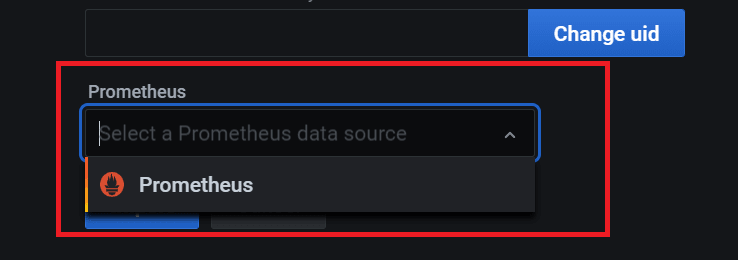 Change uid
Prometheus
Select a Prometheus data source
Prometheus